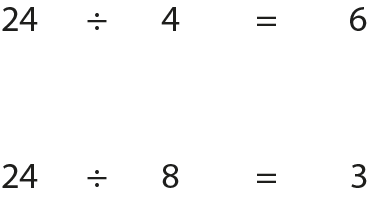 24 ÷ 4 = 6
24 ÷ 8 = 3